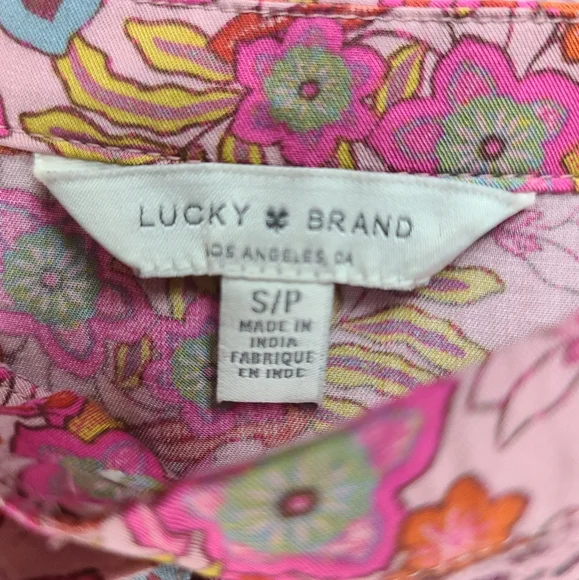 LUCKY BRAND
LOS ANGELES, CA
S/P
MADE IN
INDIA
FABRIQUE
EN INDE